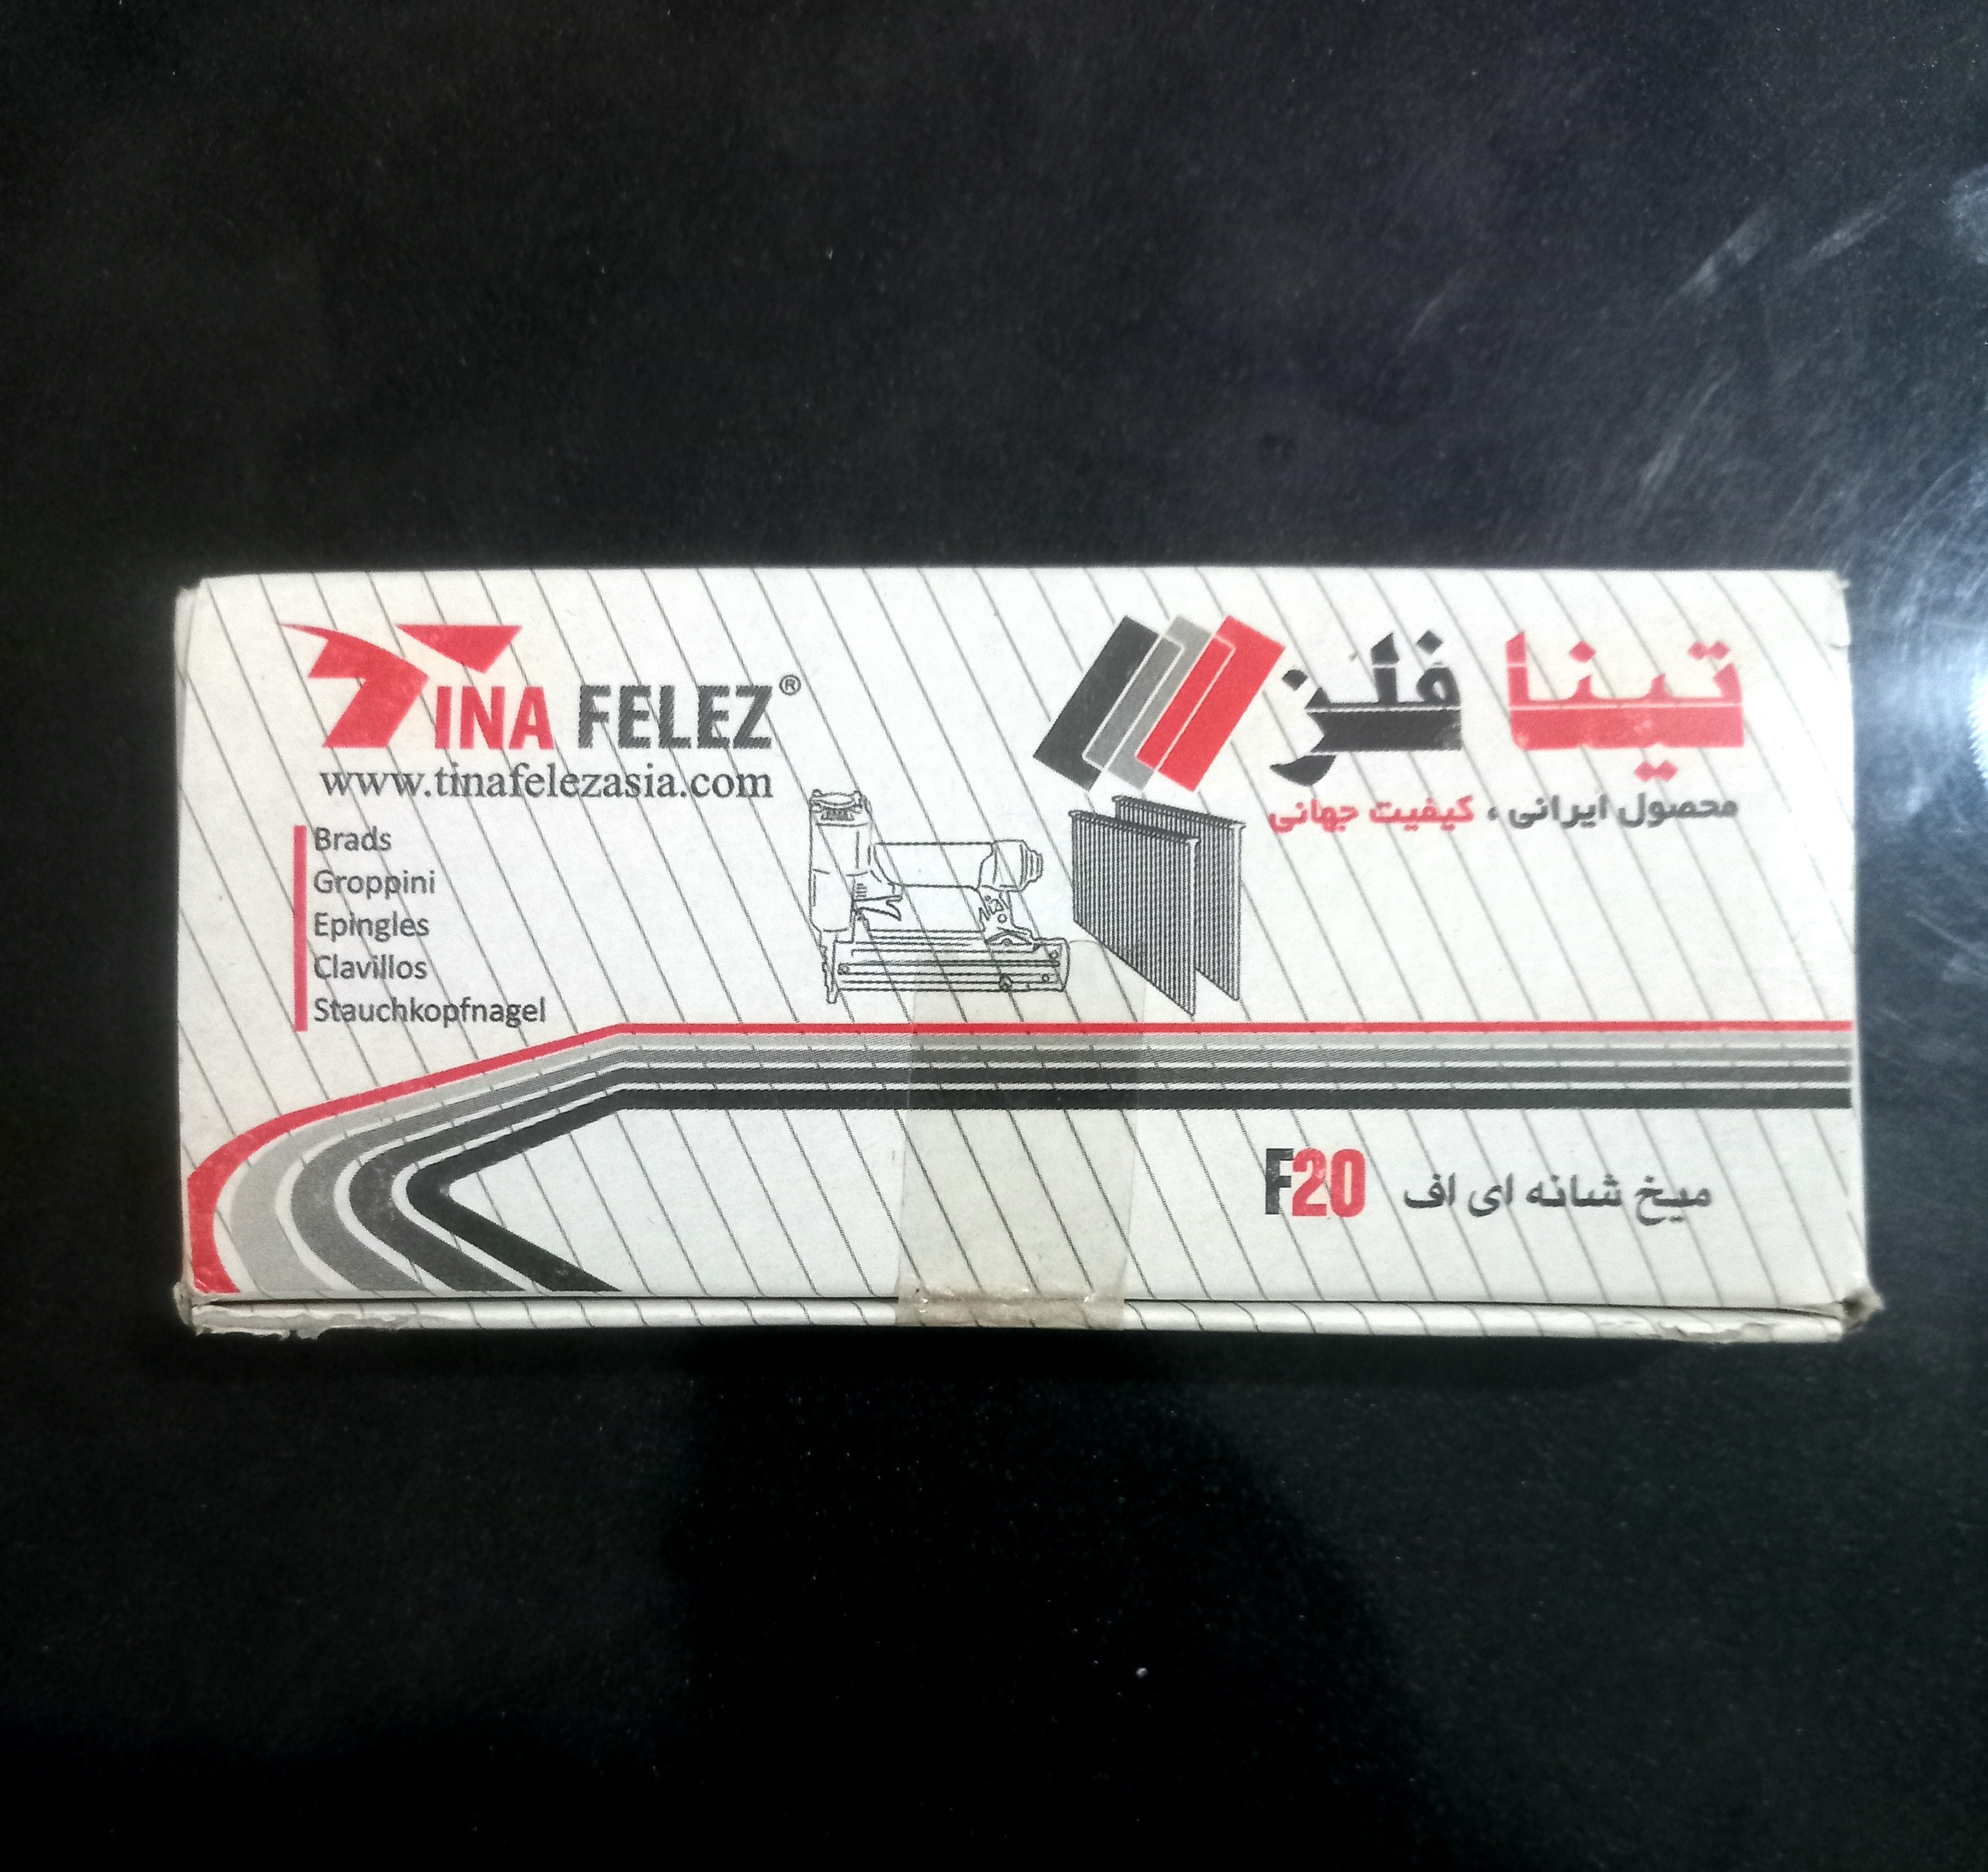 TINA FELEZ®
www.tinafelezasia.com
تینا فلز
محصول ایرانی، کیفیت جهانی
Brads
Groppini
Epingles
Clavillos
Stauchkopfnagel
میخ شانه ای اف F20